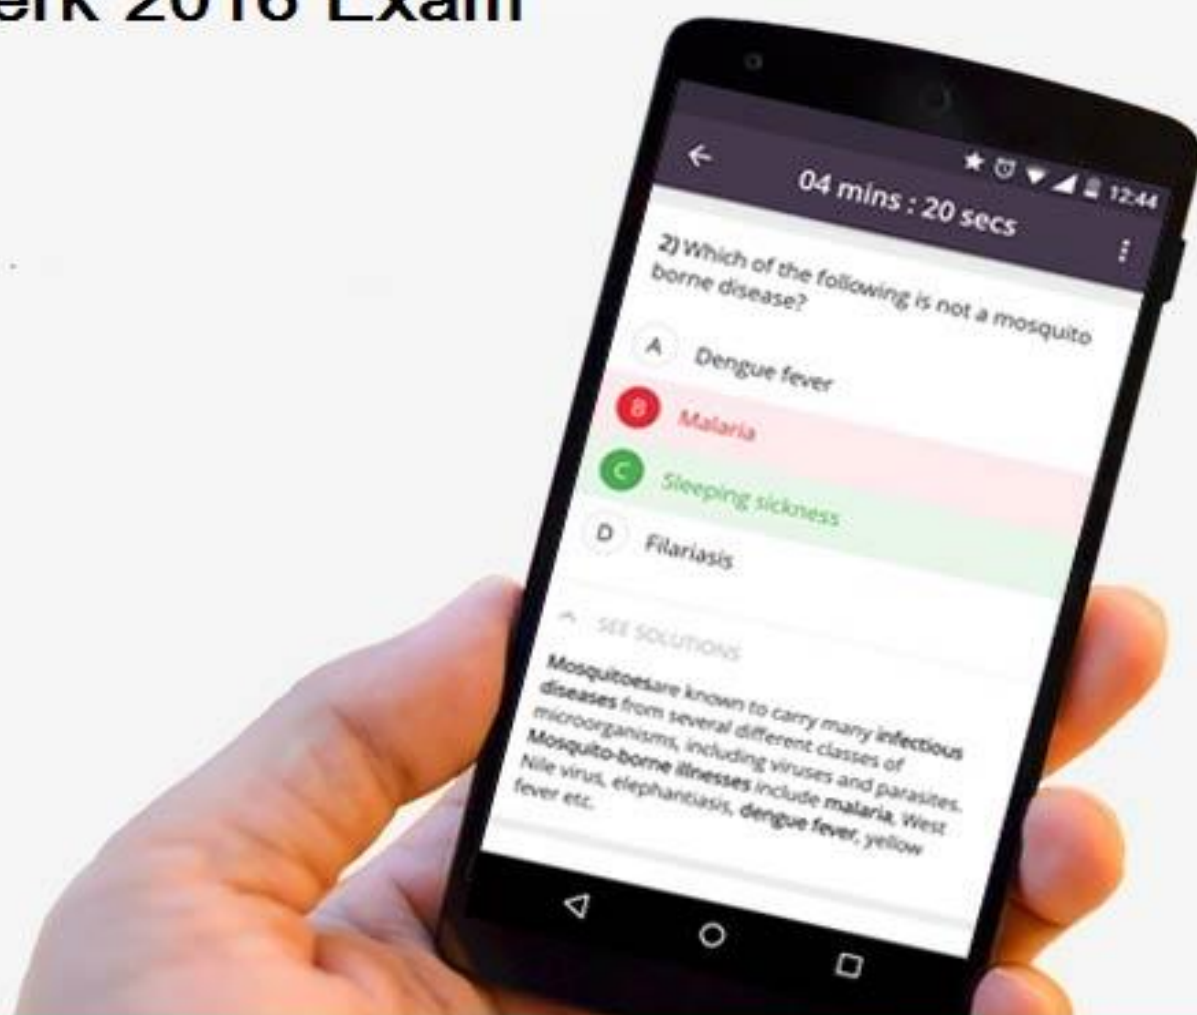 erk 2016 Exam
12:44
04 mins : 20 secs
2) Which of the following is not a mosquito
borne disease?
A Dengue fever
B Malaria
C Sleeping sickness
D Filariasis
SEE SOLUTIONS
Mosquitoesare known to carry many infectious
diseases from several different classes of
microorganisms, including viruses and parasites.
Mosquito-borne illnesses include malaria, West
Nile virus, elephantiasis, dengue fever, yellow
fever etc.